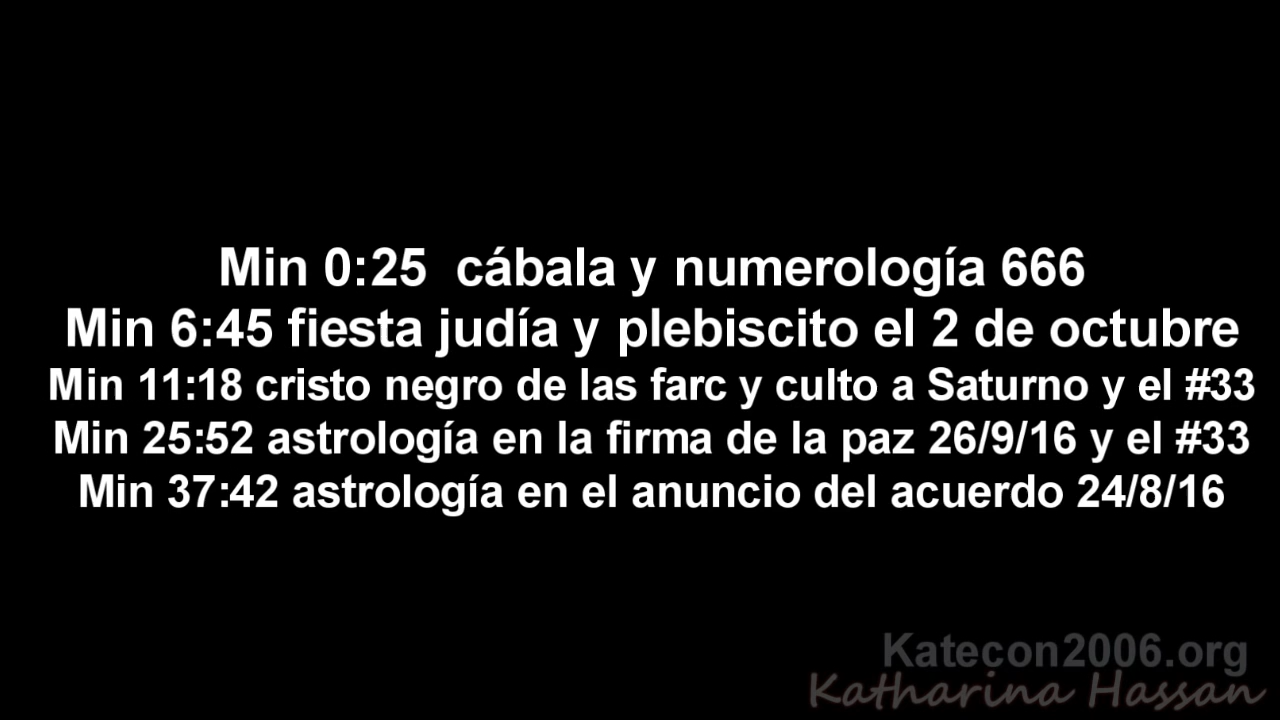 Min 0:25 cábala y numerología 666
Min 6:45 fiesta judía y plebiscito el 2 de octubre
Min 11:18 cristo negro de las farc y culto a Saturno y el #33
Min 25:52 astrología en la firma de la paz 26/9/16 y el #33
Min 37:42 astrología en el anuncio del acuerdo 24/8/16
Katecon2006.org
Katharina Hassan